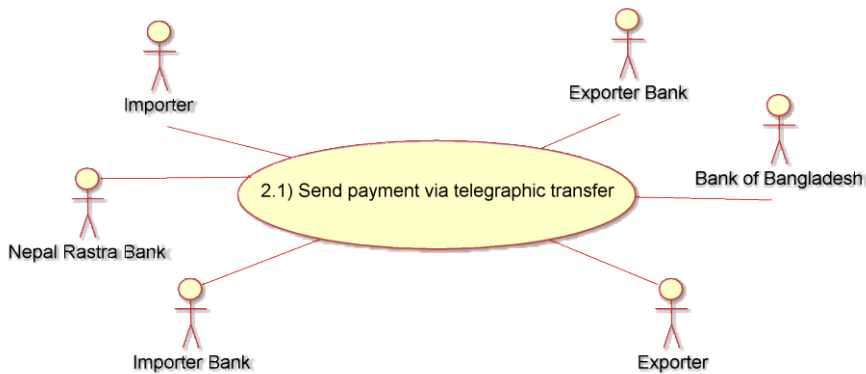 Importer
Exporter Bank
Bank of Bangladesh
2.1) Send payment via telegraphic transfer
Nepal Rastra Bank
Importer Bank
Exporter